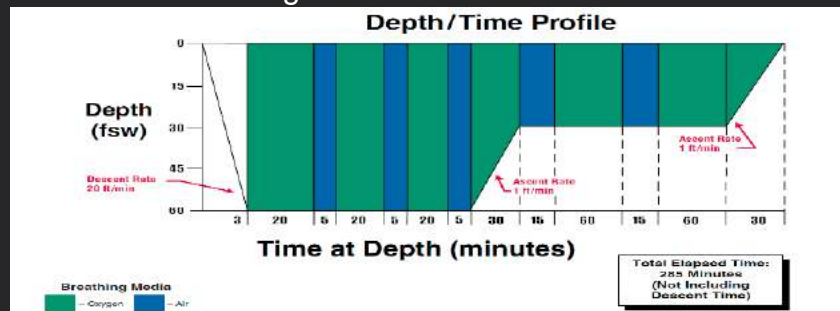 Depth/Time Profile
0
15
Depth
(fsw)
30
45
60
Descent Rate
20 ft/min
Ascent Rate
1 ft/min
Ascent Rate
1 ft/min
3 20 5 20 5 20 5 30 15 60 15 60 30
Time at Depth (minutes)
Total Elapsed Time:
285 Minutes
(Not Including
Descent Time)
Breathing Media
– Oxygen – Air